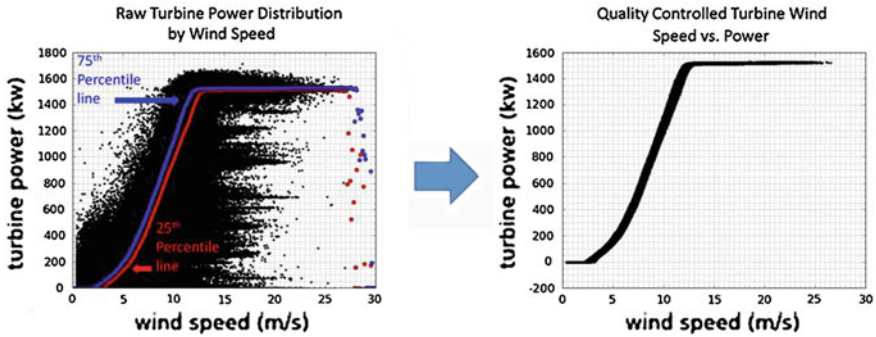 Raw Turbine Power Distribution
by Wind Speed
turbine power (kw)
1800
1600
1400
1200
1000
800
600
400
200
0
75th
Percentile
line
25th
Percentile
line
0
5
10
15
20
25
30
wind speed (m/s)
Quality Controlled Turbine Wind
Speed vs. Power
turbine power (kw)
1600
1400
1200
1000
800
600
400
200
0
-200
0
5
10
15
20
25
30
wind speed (m/s)